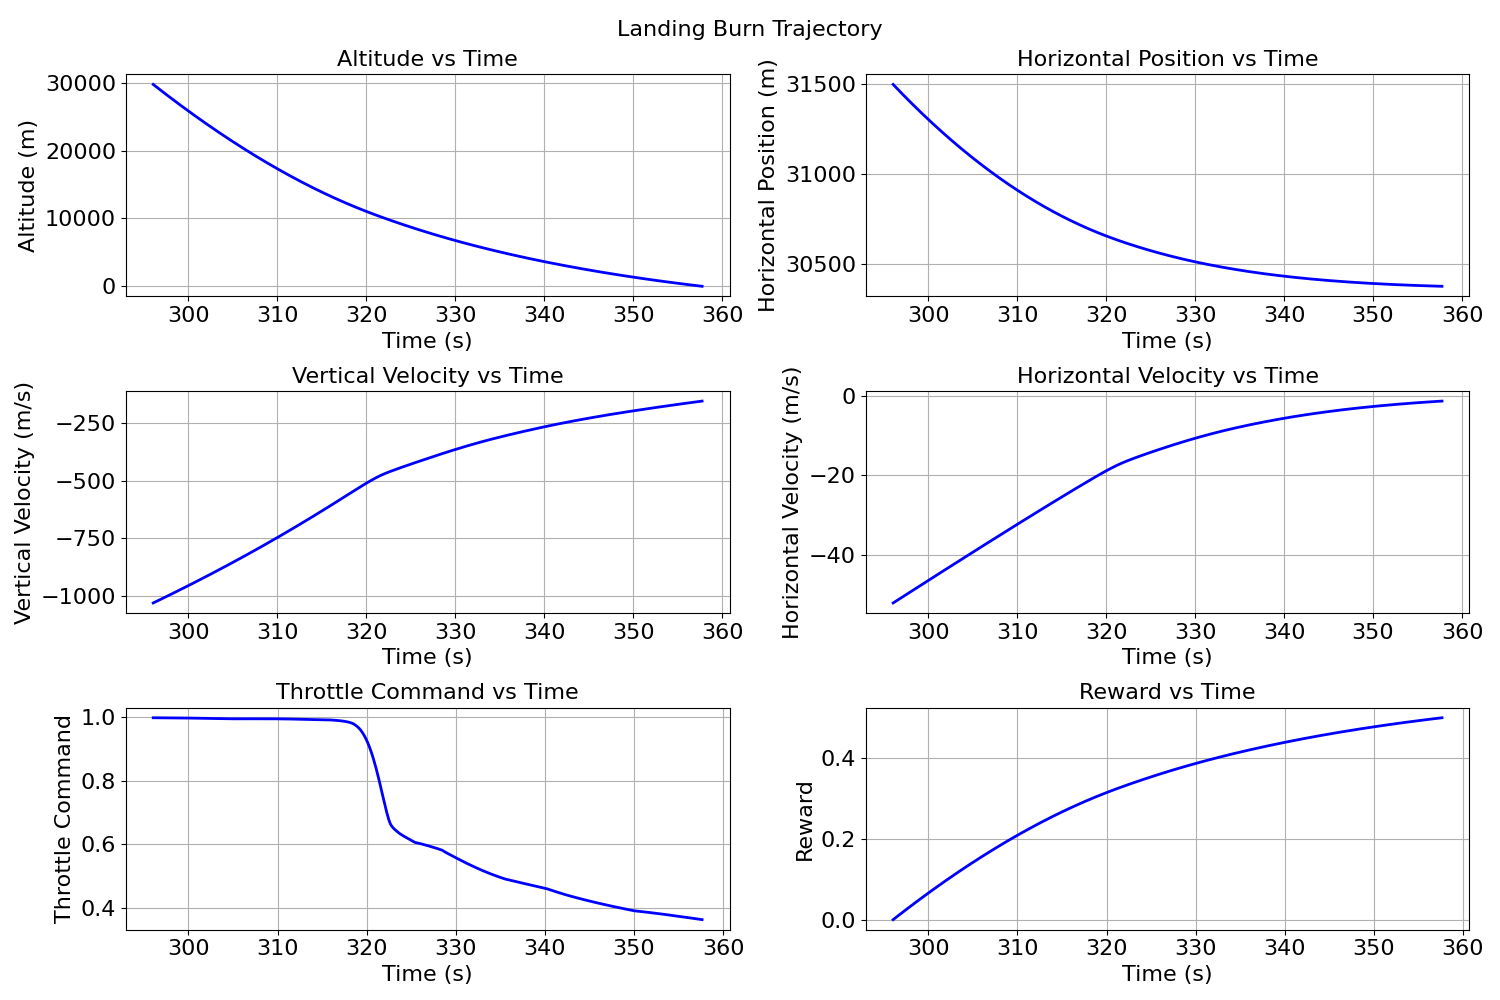 Landing Burn Trajectory
Altitude vs Time
Altitude (m)
30000
20000
10000
0
300 310 320 330 340 350 360
Time (s)
Horizontal Position vs Time
Horizontal Position (m)
31500
31000
30500
300 310 320 330 340 350 360
Time (s)
Vertical Velocity vs Time
Vertical Velocity (m/s)
−250
−500
−750
−1000
300 310 320 330 340 350 360
Time (s)
Horizontal Velocity vs Time
Horizontal Velocity (m/s)
0
−20
−40
300 310 320 330 340 350 360
Time (s)
Throttle Command vs Time
Throttle Command
1.0
0.8
0.6
0.4
300 310 320 330 340 350 360
Time (s)
Reward vs Time
Reward
0.4
0.2
0.0
300 310 320 330 340 350 360
Time (s)